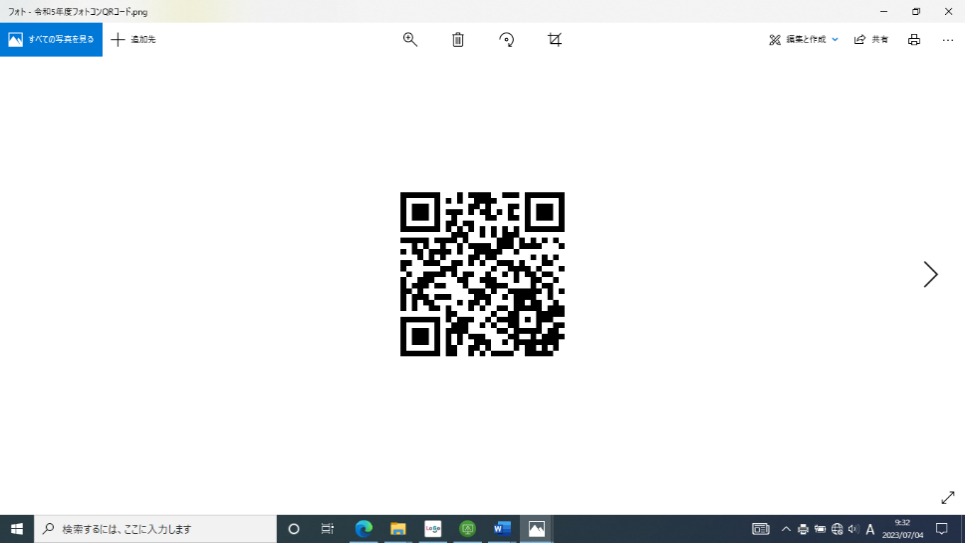 フォト - 令和5年度フォトコンQRコード.png
すべての写真を見る
追加先
編集と作成
共有
検索するには、ここに入力します
LoGo
A
9:32
2023/07/04